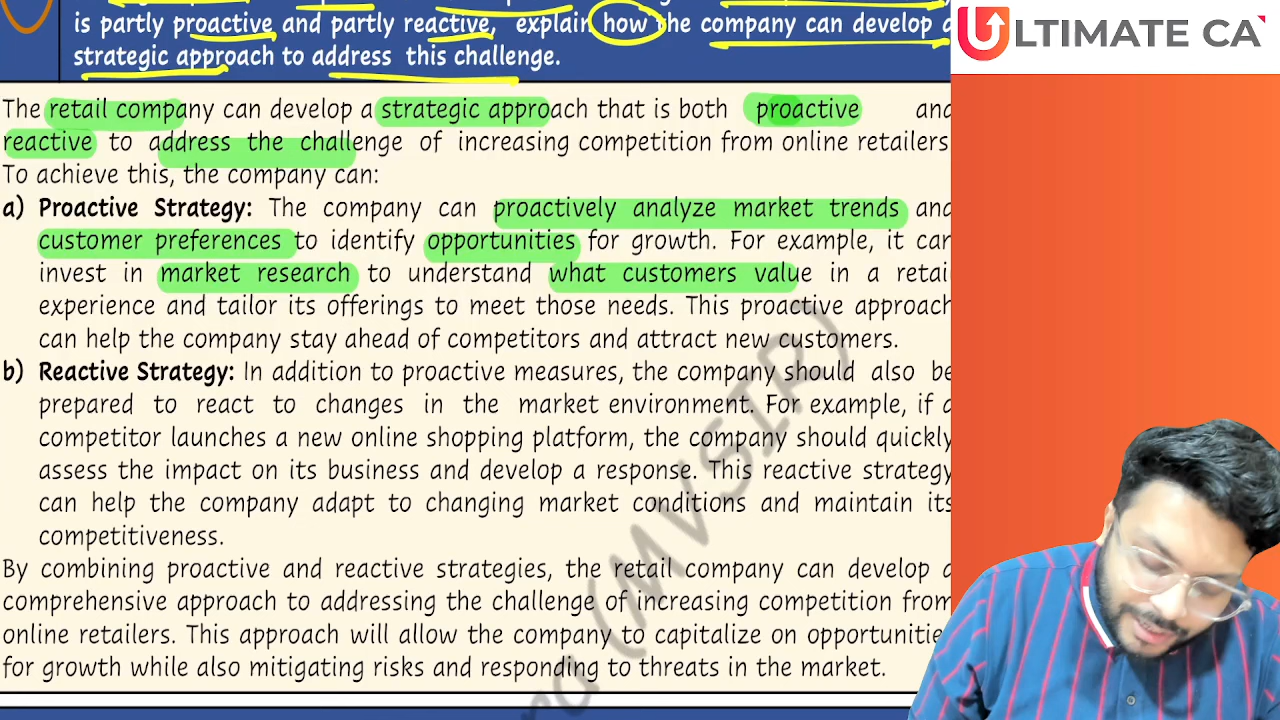 is partly proactive and partly reactive, explain how the company can develop a
strategic approach to address this challenge.
ULTIMATE CA
The retail company can develop a strategic approach that is both proactive and
reactive to address the challenge of increasing competition from online retailers
To achieve this, the company can:
a) Proactive Strategy: The company can proactively analyze market trends and
customer preferences to identify opportunities for growth. For example, it can
invest in market research to understand what customers value in a retai
experience and tailor its offerings to meet those needs. This proactive approach
can help the company stay ahead of competitors and attract new customers.
b) Reactive Strategy: In addition to proactive measures, the company should also be
prepared to react to changes in the market environment. For example, if a
competitor launches a new online shopping platform, the company should quickly
assess the impact on its business and develop a response. This reactive strategy
can help the company adapt to changing market conditions and maintain its
competitiveness.
By combining proactive and reactive strategies, the retail company can develop a
comprehensive approach to addressing the challenge of increasing competition from
online retailers. This approach will allow the company to capitalize on opportunitie
for growth while also mitigating risks and responding to threats in the market.
(MVSIR)